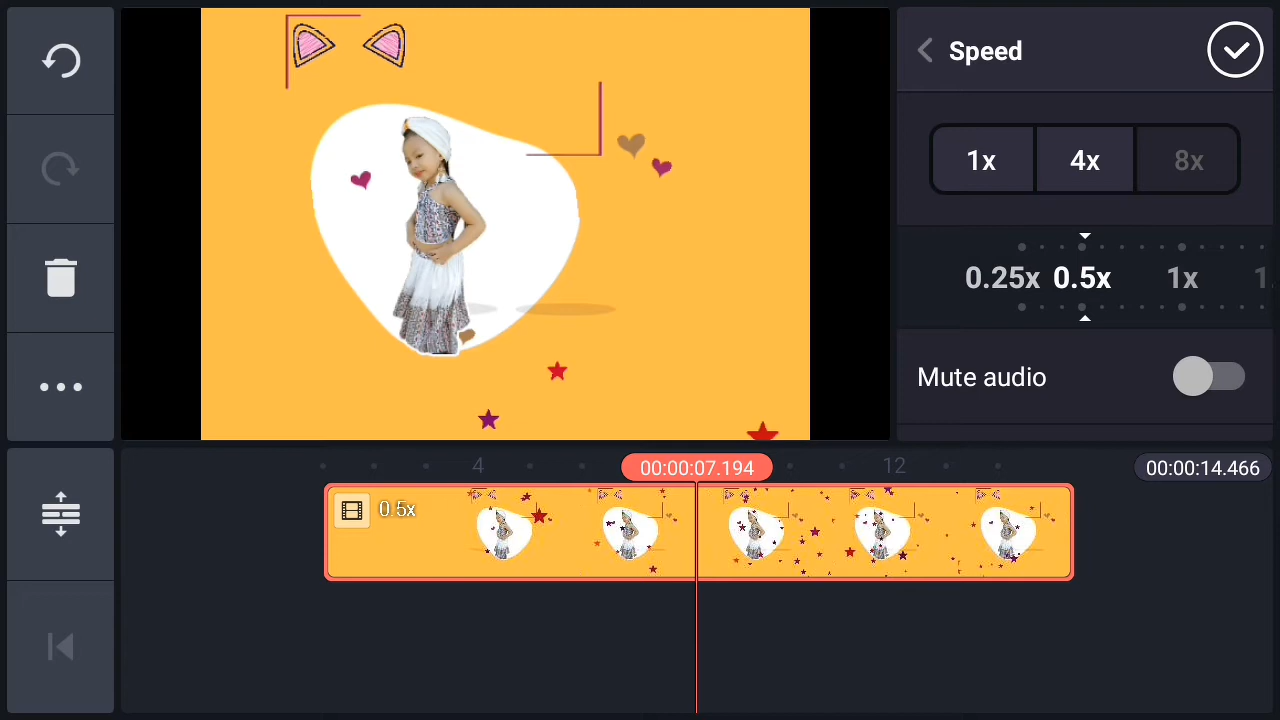 Speed
1x 4x 8x
0.25x 0.5x 1x 1
Mute audio
4 00:00:07.194 12 00:00:14.466
0.5x